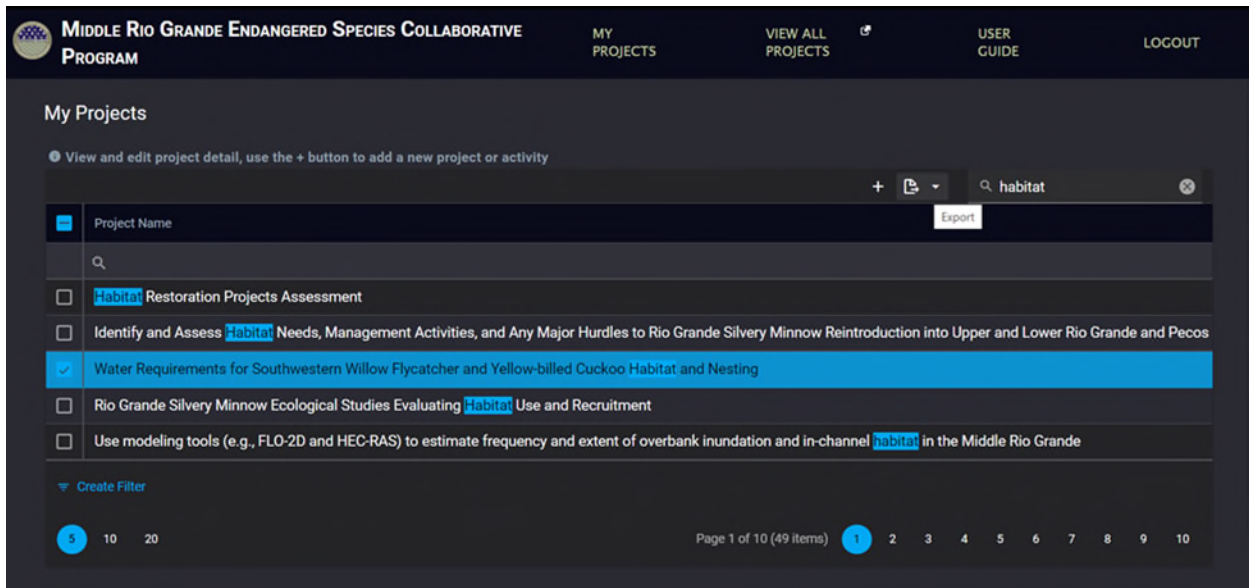 MIDDLE RIO GRANDE ENDANGERED SPECIES COLLABORATIVE
PROGRAM
MY
PROJECTS
VIEW ALL
PROJECTS
USER
GUIDE
LOGOUT
My Projects
View and edit project detail, use the + button to add a new project or activity
+
habitat
Export
Project Name
Habitat Restoration Projects Assessment
Identify and Assess Habitat Needs, Management Activities, and Any Major Hurdles to Rio Grande Silvery Minnow Reintroduction into Upper and Lower Rio Grande and Pecos
Water Requirements for Southwestern Willow Flycatcher and Yellow-billed Cuckoo Habitat and Nesting
Rio Grande Silvery Minnow Ecological Studies Evaluating Habitat Use and Recruitment
Use modeling tools (e.g., FLO-2D and HEC-RAS) to estimate frequency and extent of overbank inundation and in-channel habitat in the Middle Rio Grande
Create Filter
5 10 20 Page 1 of 10 (49 items) 1 2 3 4 5 6 7 8 9 10